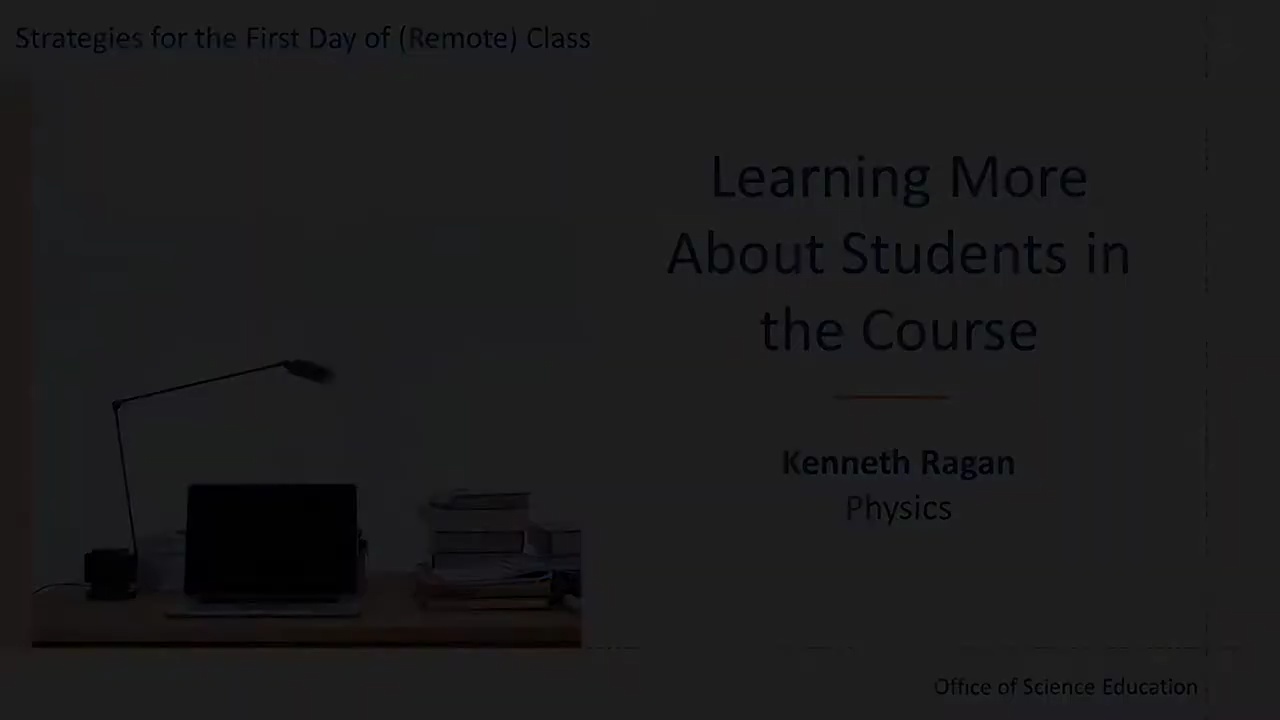 Strategies for the First Day of (Remote) Class
Learning More
About Students in
the Course
Kenneth Ragan
Physics
Office of Science Education